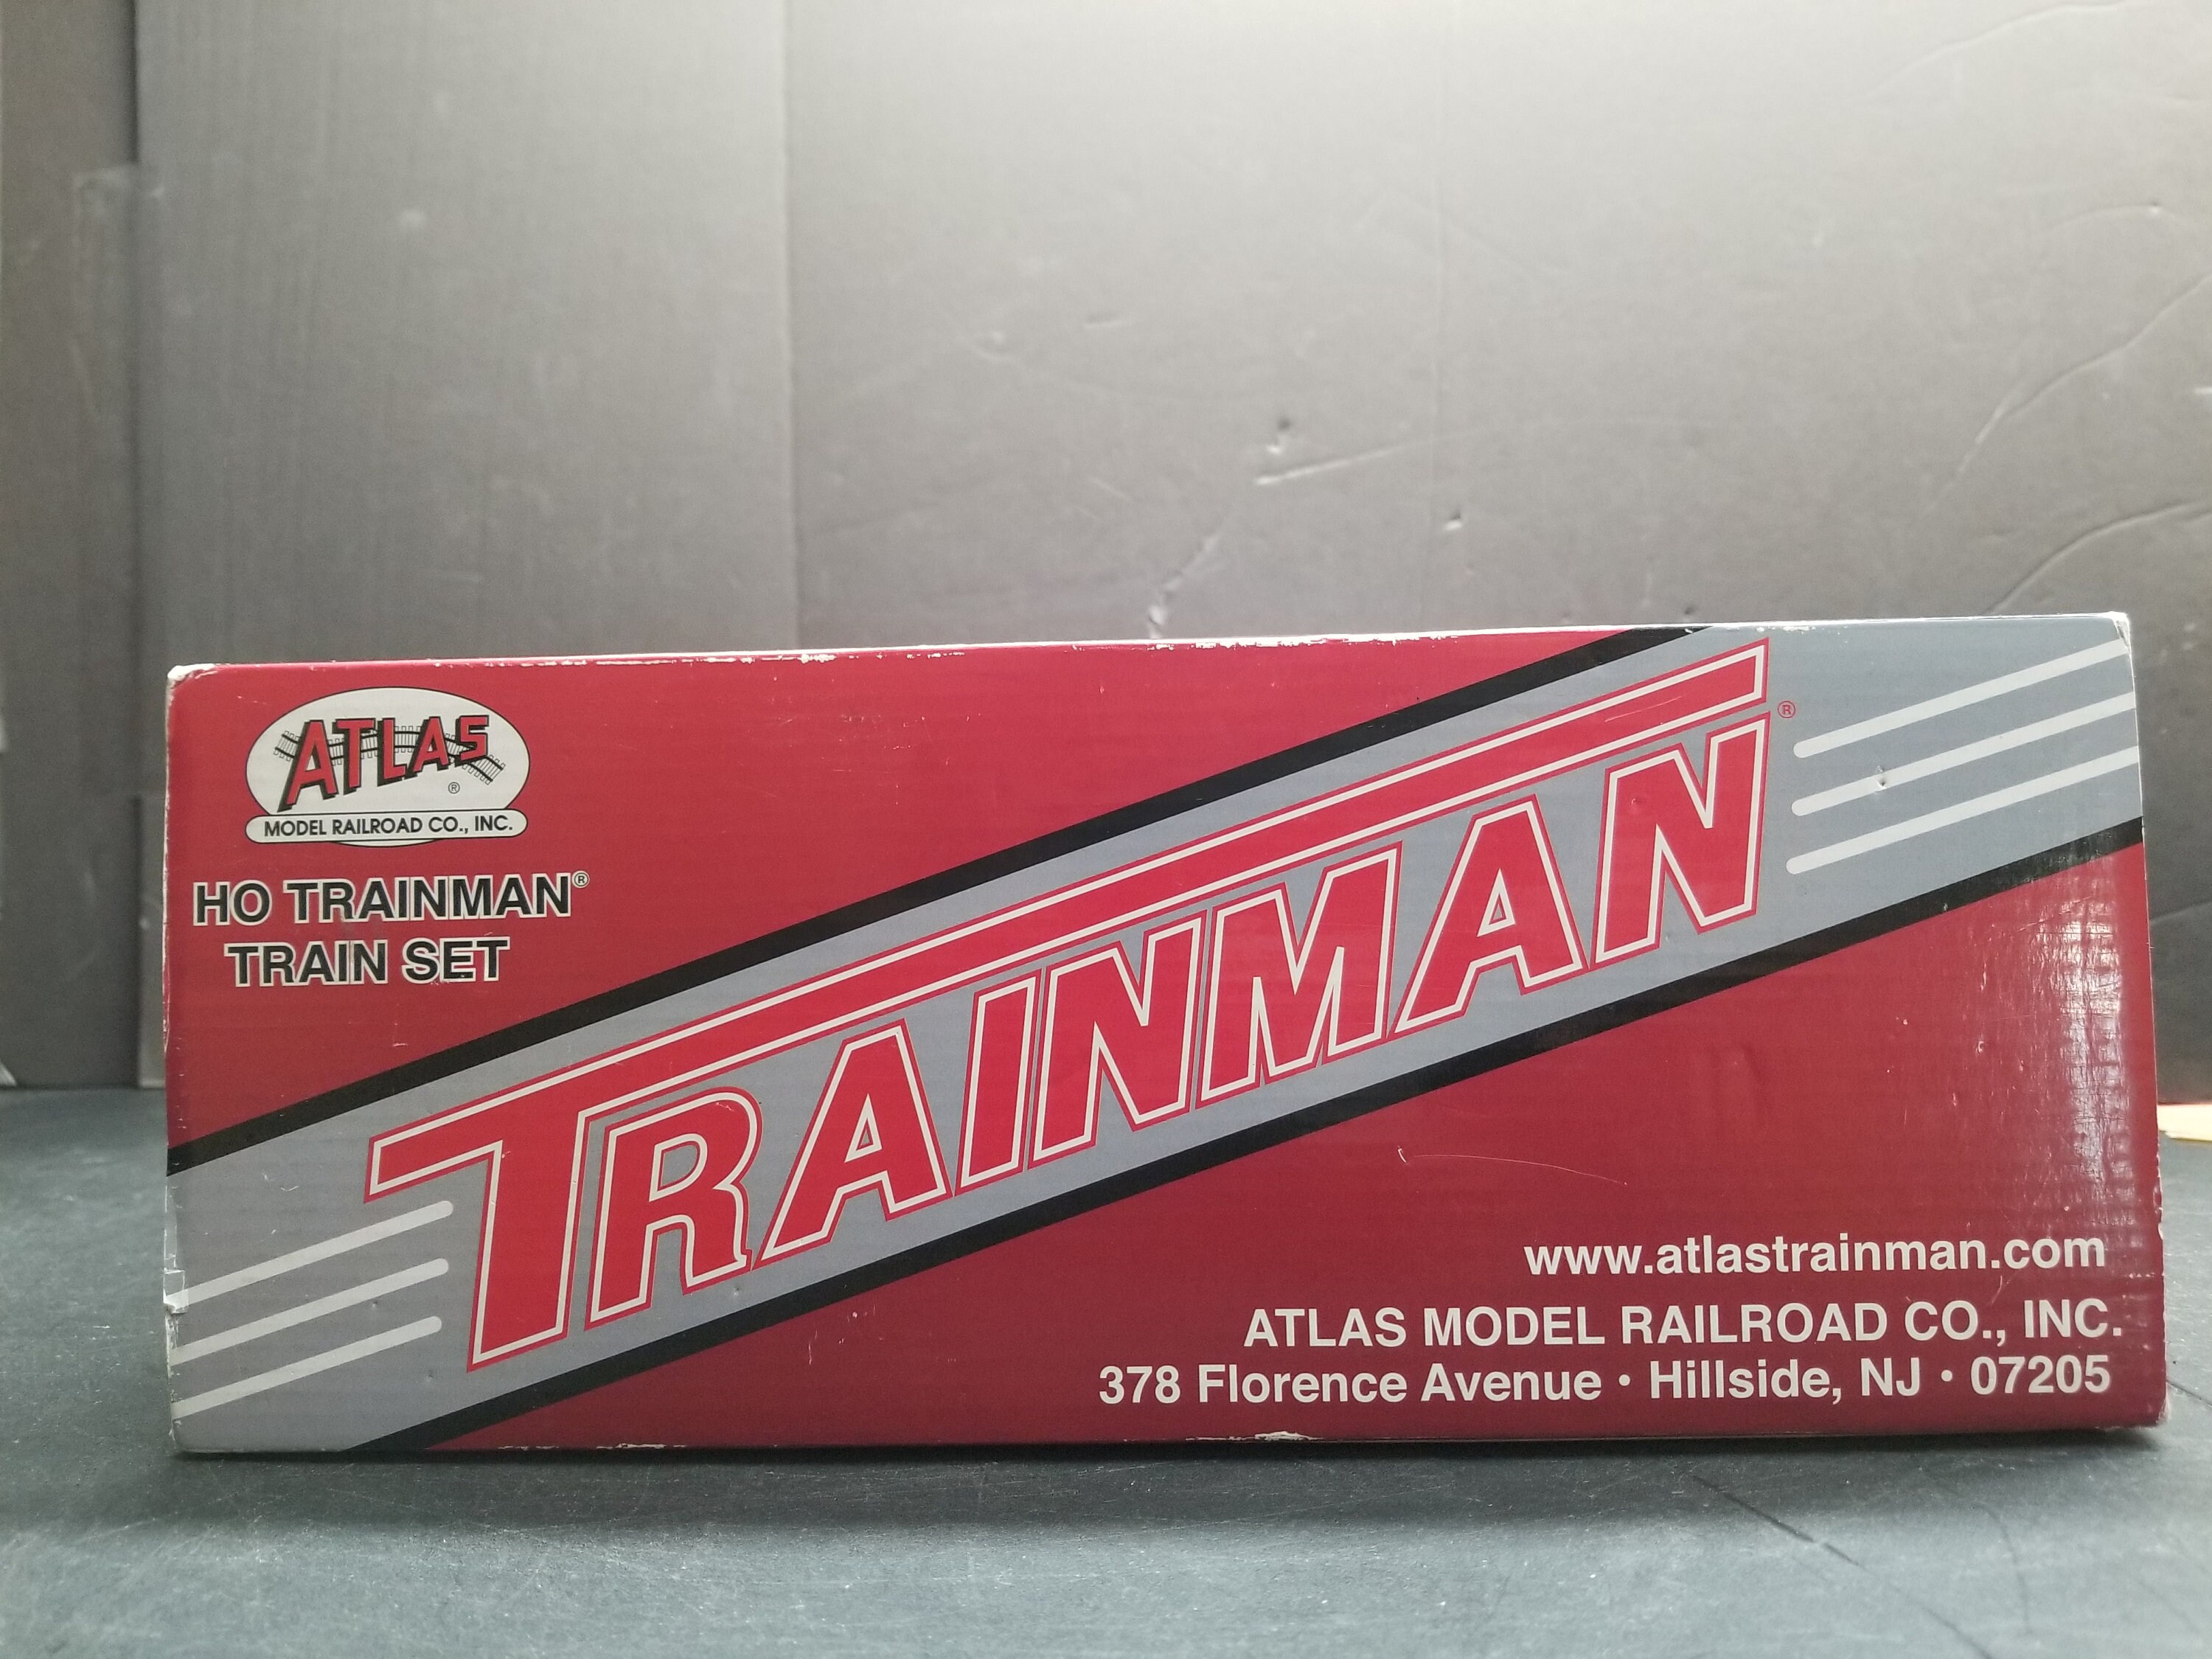 ATLAS®
MODEL RAILROAD CO., INC.
HO TRAINMAN®
TRAIN SET
TRAINMAN®
www.atlastrainman.com
ATLAS MODEL RAILROAD CO., INC.
378 Florence Avenue • Hillside, NJ • 07205